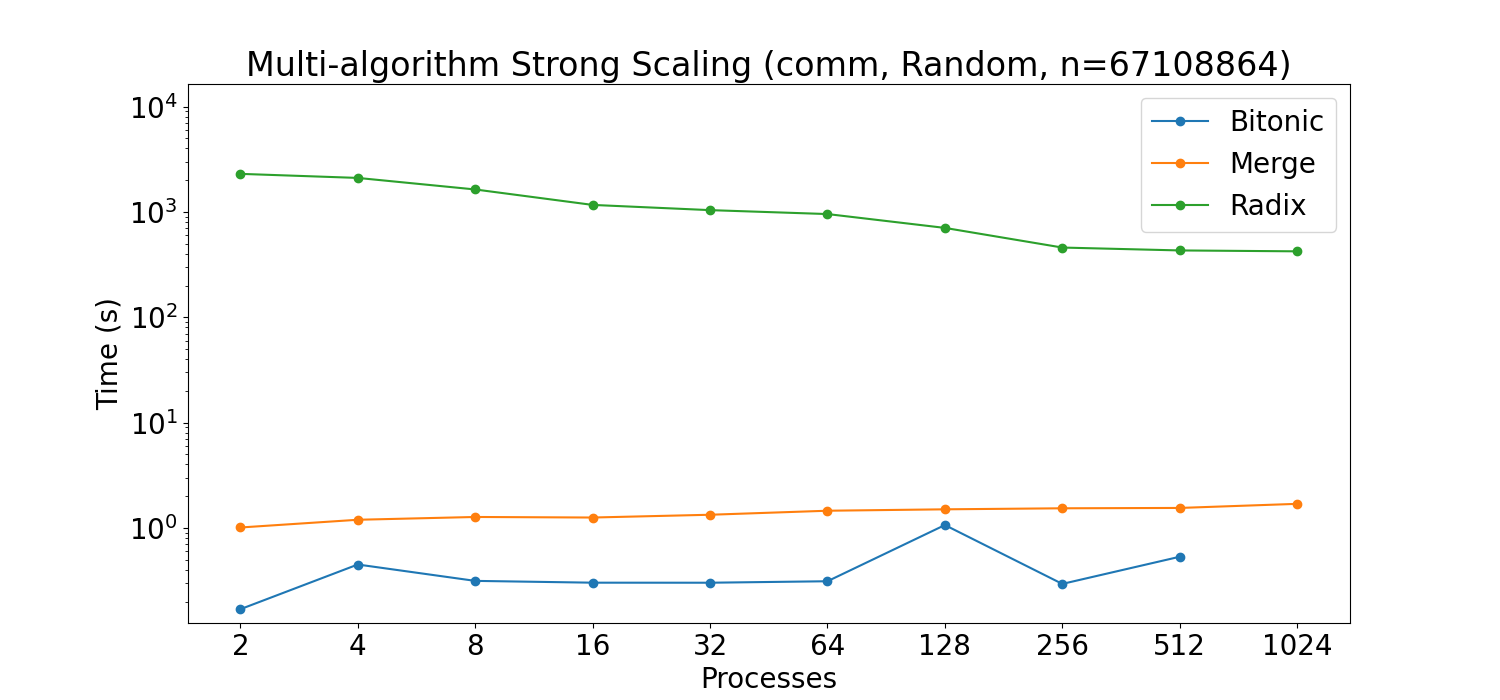 Multi-algorithm Strong Scaling (comm, Random, n=67108864)
Bitonic
Merge
Radix
Time (s)
10^4
10^3
10^2
10^1
10^0
2 4 8 16 32 64 128 256 512 1024
Processes